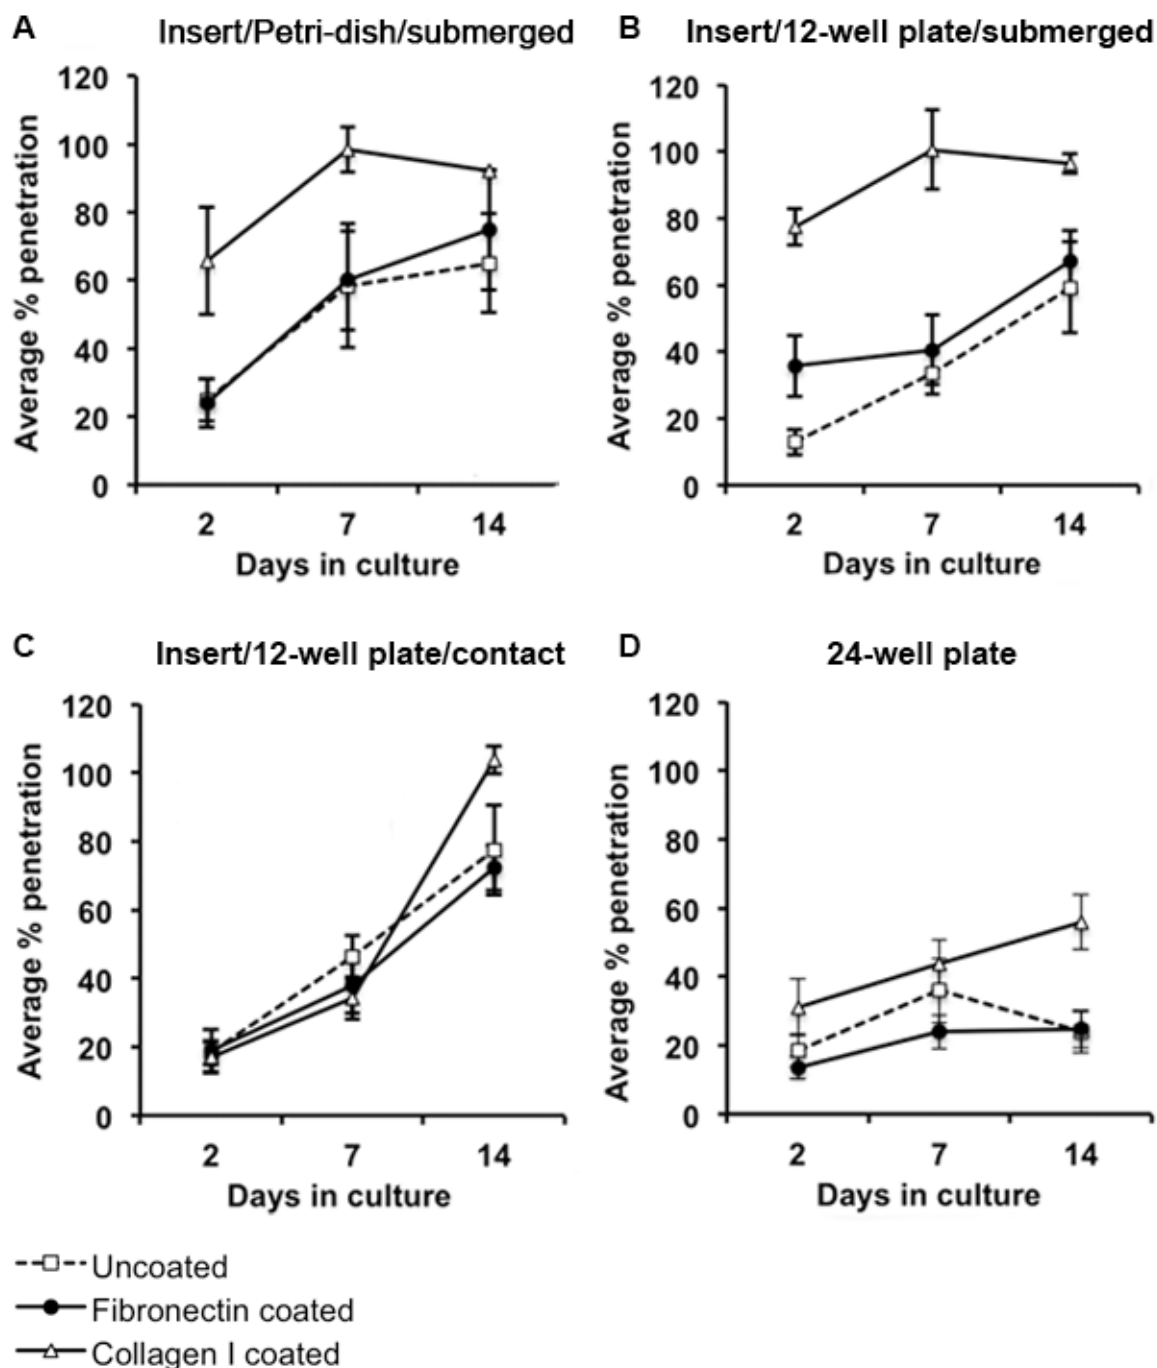 A Insert/Petri-dish/submerged
120
100
80
60
40
20
0
Average % penetration
2 7 14
Days in culture
B Insert/12-well plate/submerged
120
100
80
60
40
20
0
Average % penetration
2 7 14
Days in culture
C Insert/12-well plate/contact
120
100
80
60
40
20
0
Average % penetration
2 7 14
Days in culture
D 24-well plate
120
100
80
60
40
20
0
Average % penetration
2 7 14
Days in culture
Uncoated
Fibronectin coated
Collagen I coated